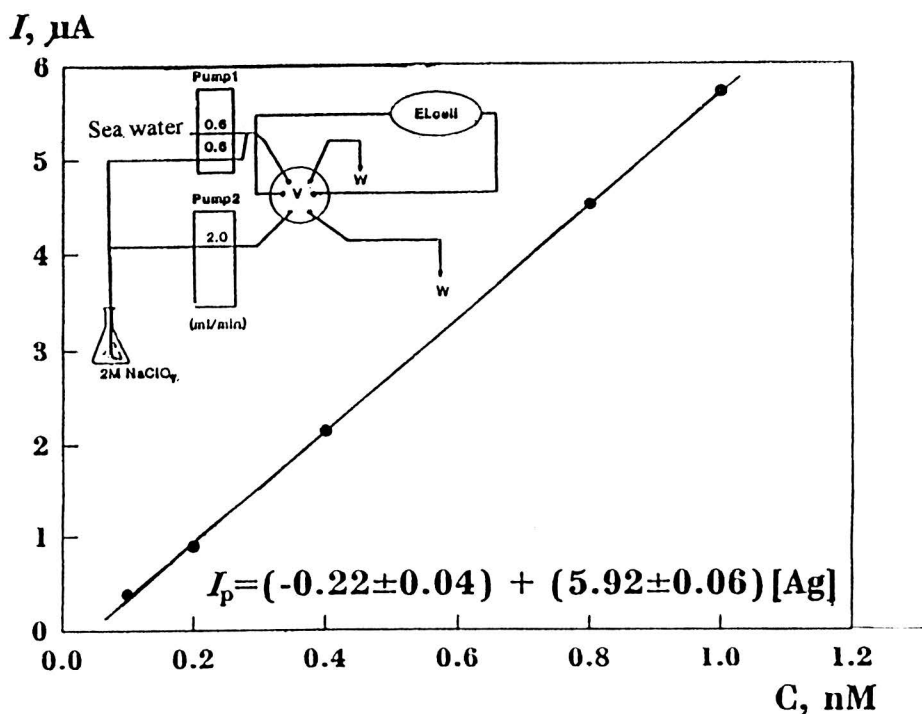 I, µA
6
5
4
3
2
1
0
Pump1
Sea water
0.6
0.6
ELcell
V
W
Pump2
2.0
W
(ml/min)
2M NaClO
I_p=(-0.22±0.04) + (5.92±0.06)[Ag]
0.0 0.2 0.4 0.6 0.8 1.0 1.2
C, nM